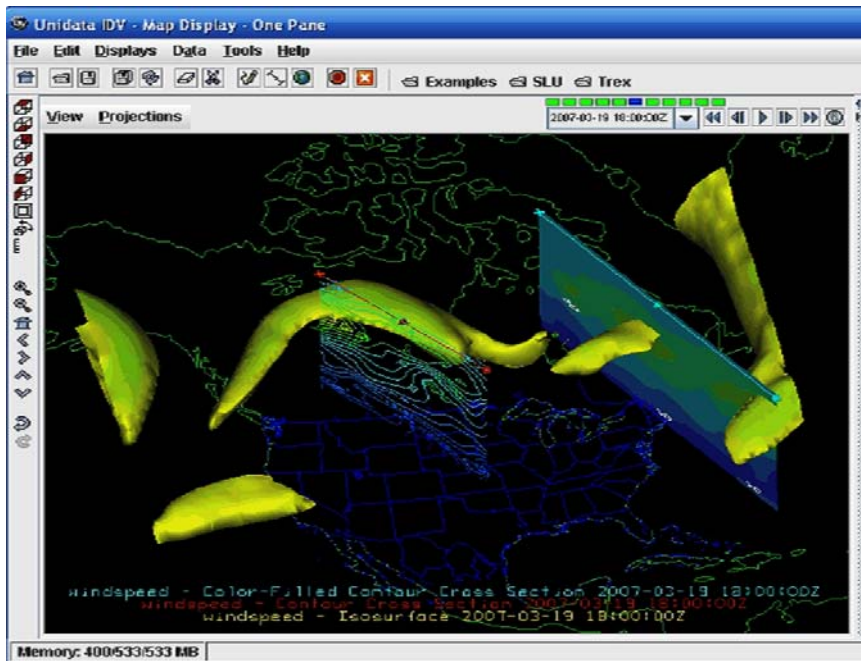 Unidata IDV - Map Display - One Pane
File Edit Displays Data Tools Help
Examples SLU Trex
View Projections
2007-03-19 18:00:00Z
windspeed - Color-Filled Contour Cross Section 2007-03-19 18:00:00Z
windspeed - Contour Cross Section 2007-03-19 18:00:00Z
windspeed - Isosurface 2007-03-19 18:00:00Z
Memory: 400/533/533 MB